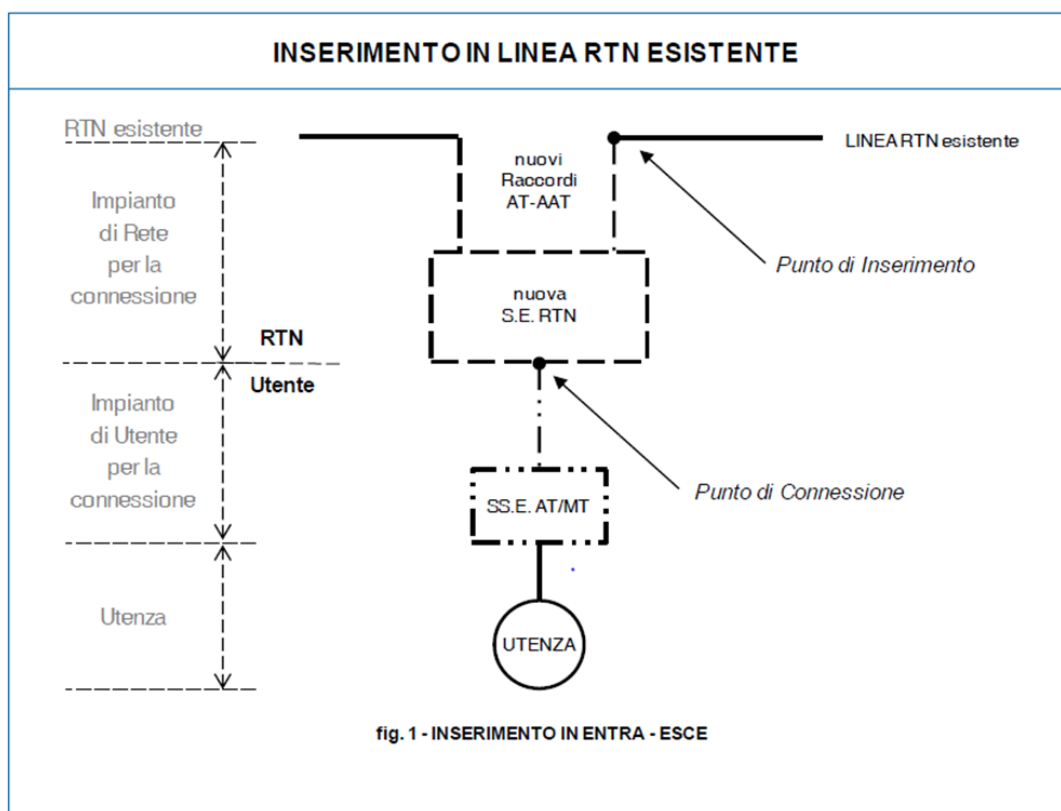 INSERIMENTO IN LINEA RTN ESISTENTE
RTN esistente
LINEA RTN esistente
nuovi
Raccordi
AT-AAT
Impianto
di Rete
per la
connessione
Punto di Inserimento
nuova
S.E. RTN
RTN
Utente
Impianto
di Utente
per la
connessione
Punto di Connessione
SS.E. AT/MT
Utenza
UTENZA
fig. 1 - INSERIMENTO IN ENTRA - ESCE